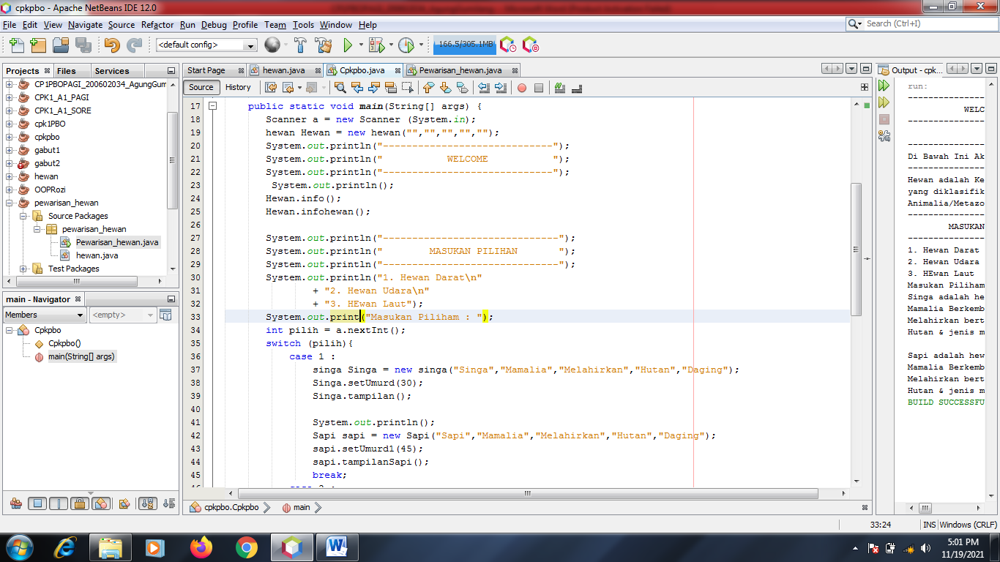 cpkpbo - Apache NetBeans IDE 12.0
File Edit View Navigate Source Refactor Run Debug Profile Team Tools Window Help
Search (Ctrl+I)
<default config>
166.5/305.1MB
Projects Files Services
Start Page hewan.java Cpkpbo.java Pewarisan_hewan.java
Output - cpk...
Source History
CP1PBOPAGI_200602034_AgungGum
CPK1_A1_PAGI
CPK1_A1_SORE
cpk1PBO
cpkpbo
gabut1
gabut2
hewan
OOPRozi
pewarisan_hewan
Source Packages
pewarisan_hewan
Pewarisan_hewan.java
hewan.java
Test Packages
main - Navigator
Members <empty>
Cpkpbo
Cpkpbo()
main(String[] args)
17 public static void main(String[] args) {
18 Scanner a = new Scanner (System.in);
19 hewan Hewan = new hewan("","","","","");
20 System.out.println("-----------------------------");
21 System.out.println("           WELCOME           ");
22 System.out.println("-----------------------------");
23 System.out.println();
24 Hewan.info();
25 Hewan.infohewan();
26
27 System.out.println("------------------------------");
28 System.out.println("        MASUKAN PILIHAN       ");
29 System.out.println("------------------------------");
30 System.out.println("1. Hewan Darat\n"
31 + "2. Hewan Udara\n"
32 + "3. HEwan Laut");
33 System.out.print("Masukan Piliham : ");
34 int pilih = a.nextInt();
35 switch (pilih){
36 case 1 :
37 singa Singa = new singa("Singa","Mamalia","Melahirkan","Hutan","Daging");
38 Singa.setUmurd(30);
39 Singa.tampilan();
40
41 System.out.println();
42 Sapi sapi = new Sapi("Sapi","Mamalia","Melahirkan","Hutan","Daging");
43 sapi.setUmurd1(45);
44 sapi.tampilanSapi();
45 break;
cpkpbo.Cpkpbo main
run:
----------------
WELC
----------------
----------------
Di Bawah Ini Ak
----------------
Hewan adalah Ke
yang diklasifik
Animalia/Metazo
----------------
MASUKAN
----------------
1. Hewan Darat
2. Hewan Udara
3. HEwan Laut
Masukan Piliham
Singa adalah he
Mamalia Berkemb
Melahirkan bert
Hutan & jenis m
Sapi adalah hew
Mamalia Berkemb
Melahirkan bert
Hutan & jenis m
BUILD SUCCESSFU
33:24 INS Windows (CRLF)
5:01 PM
11/19/2021